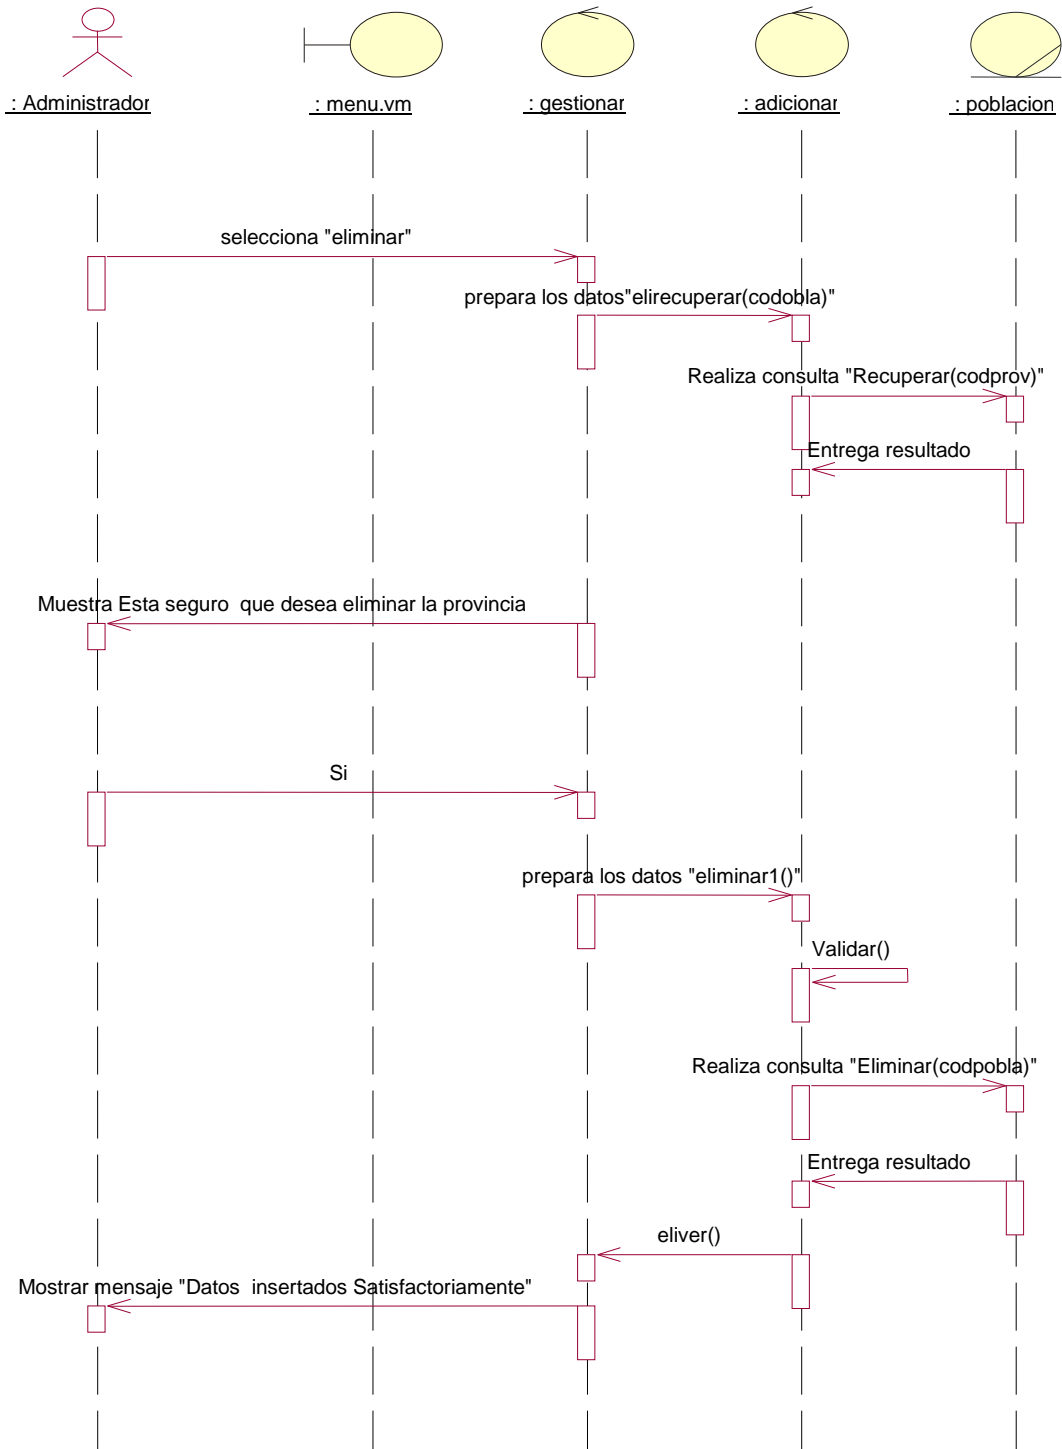 : Administrador
: menu.vm
: gestionar
: adicionar
: poblacion
selecciona "eliminar"
prepara los datos"elirecuperar(codobla)"
Realiza consulta "Recuperar(codprov)"
Entrega resultado
Muestra Esta seguro  que desea eliminar la provincia
Si
prepara los datos "eliminar1()"
Validar()
Realiza consulta "Eliminar(codpobla)"
Entrega resultado
eliver()
Mostrar mensaje "Datos  insertados Satisfactoriamente"